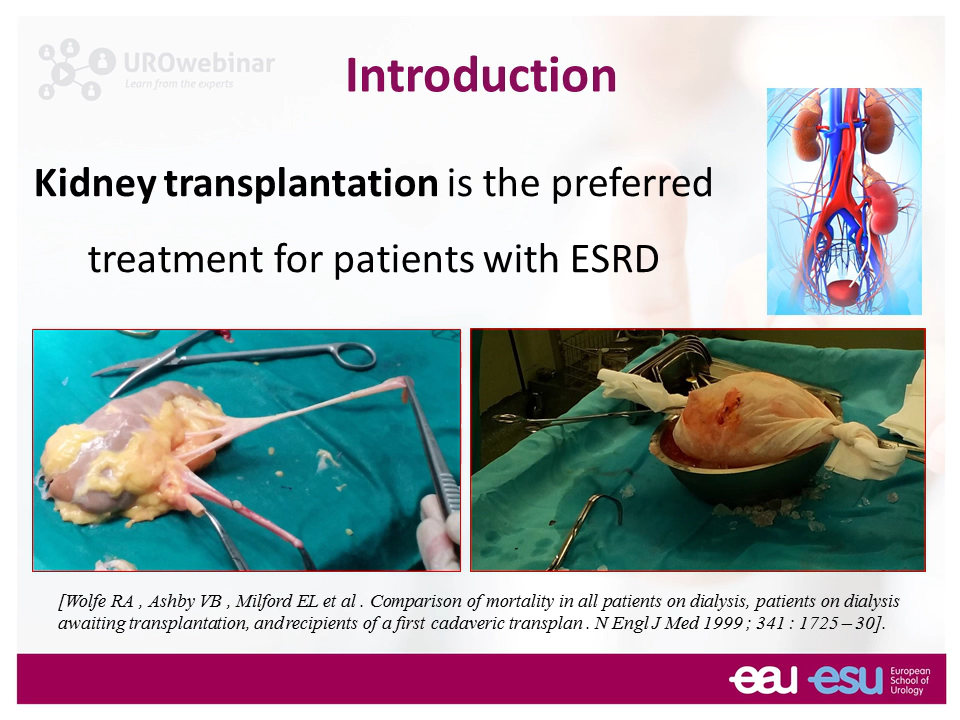 UROwebinar
Learn from the experts
Introduction
Kidney transplantation is the preferred
treatment for patients with ESRD
[Wolfe RA , Ashby VB , Milford EL et al . Comparison of mortality in all patients on dialysis, patients on dialysis
awaiting transplantation, and recipients of a first cadaveric transplan . N Engl J Med 1999 ; 341 : 1725 – 30].
eau esu European
School of
Urology